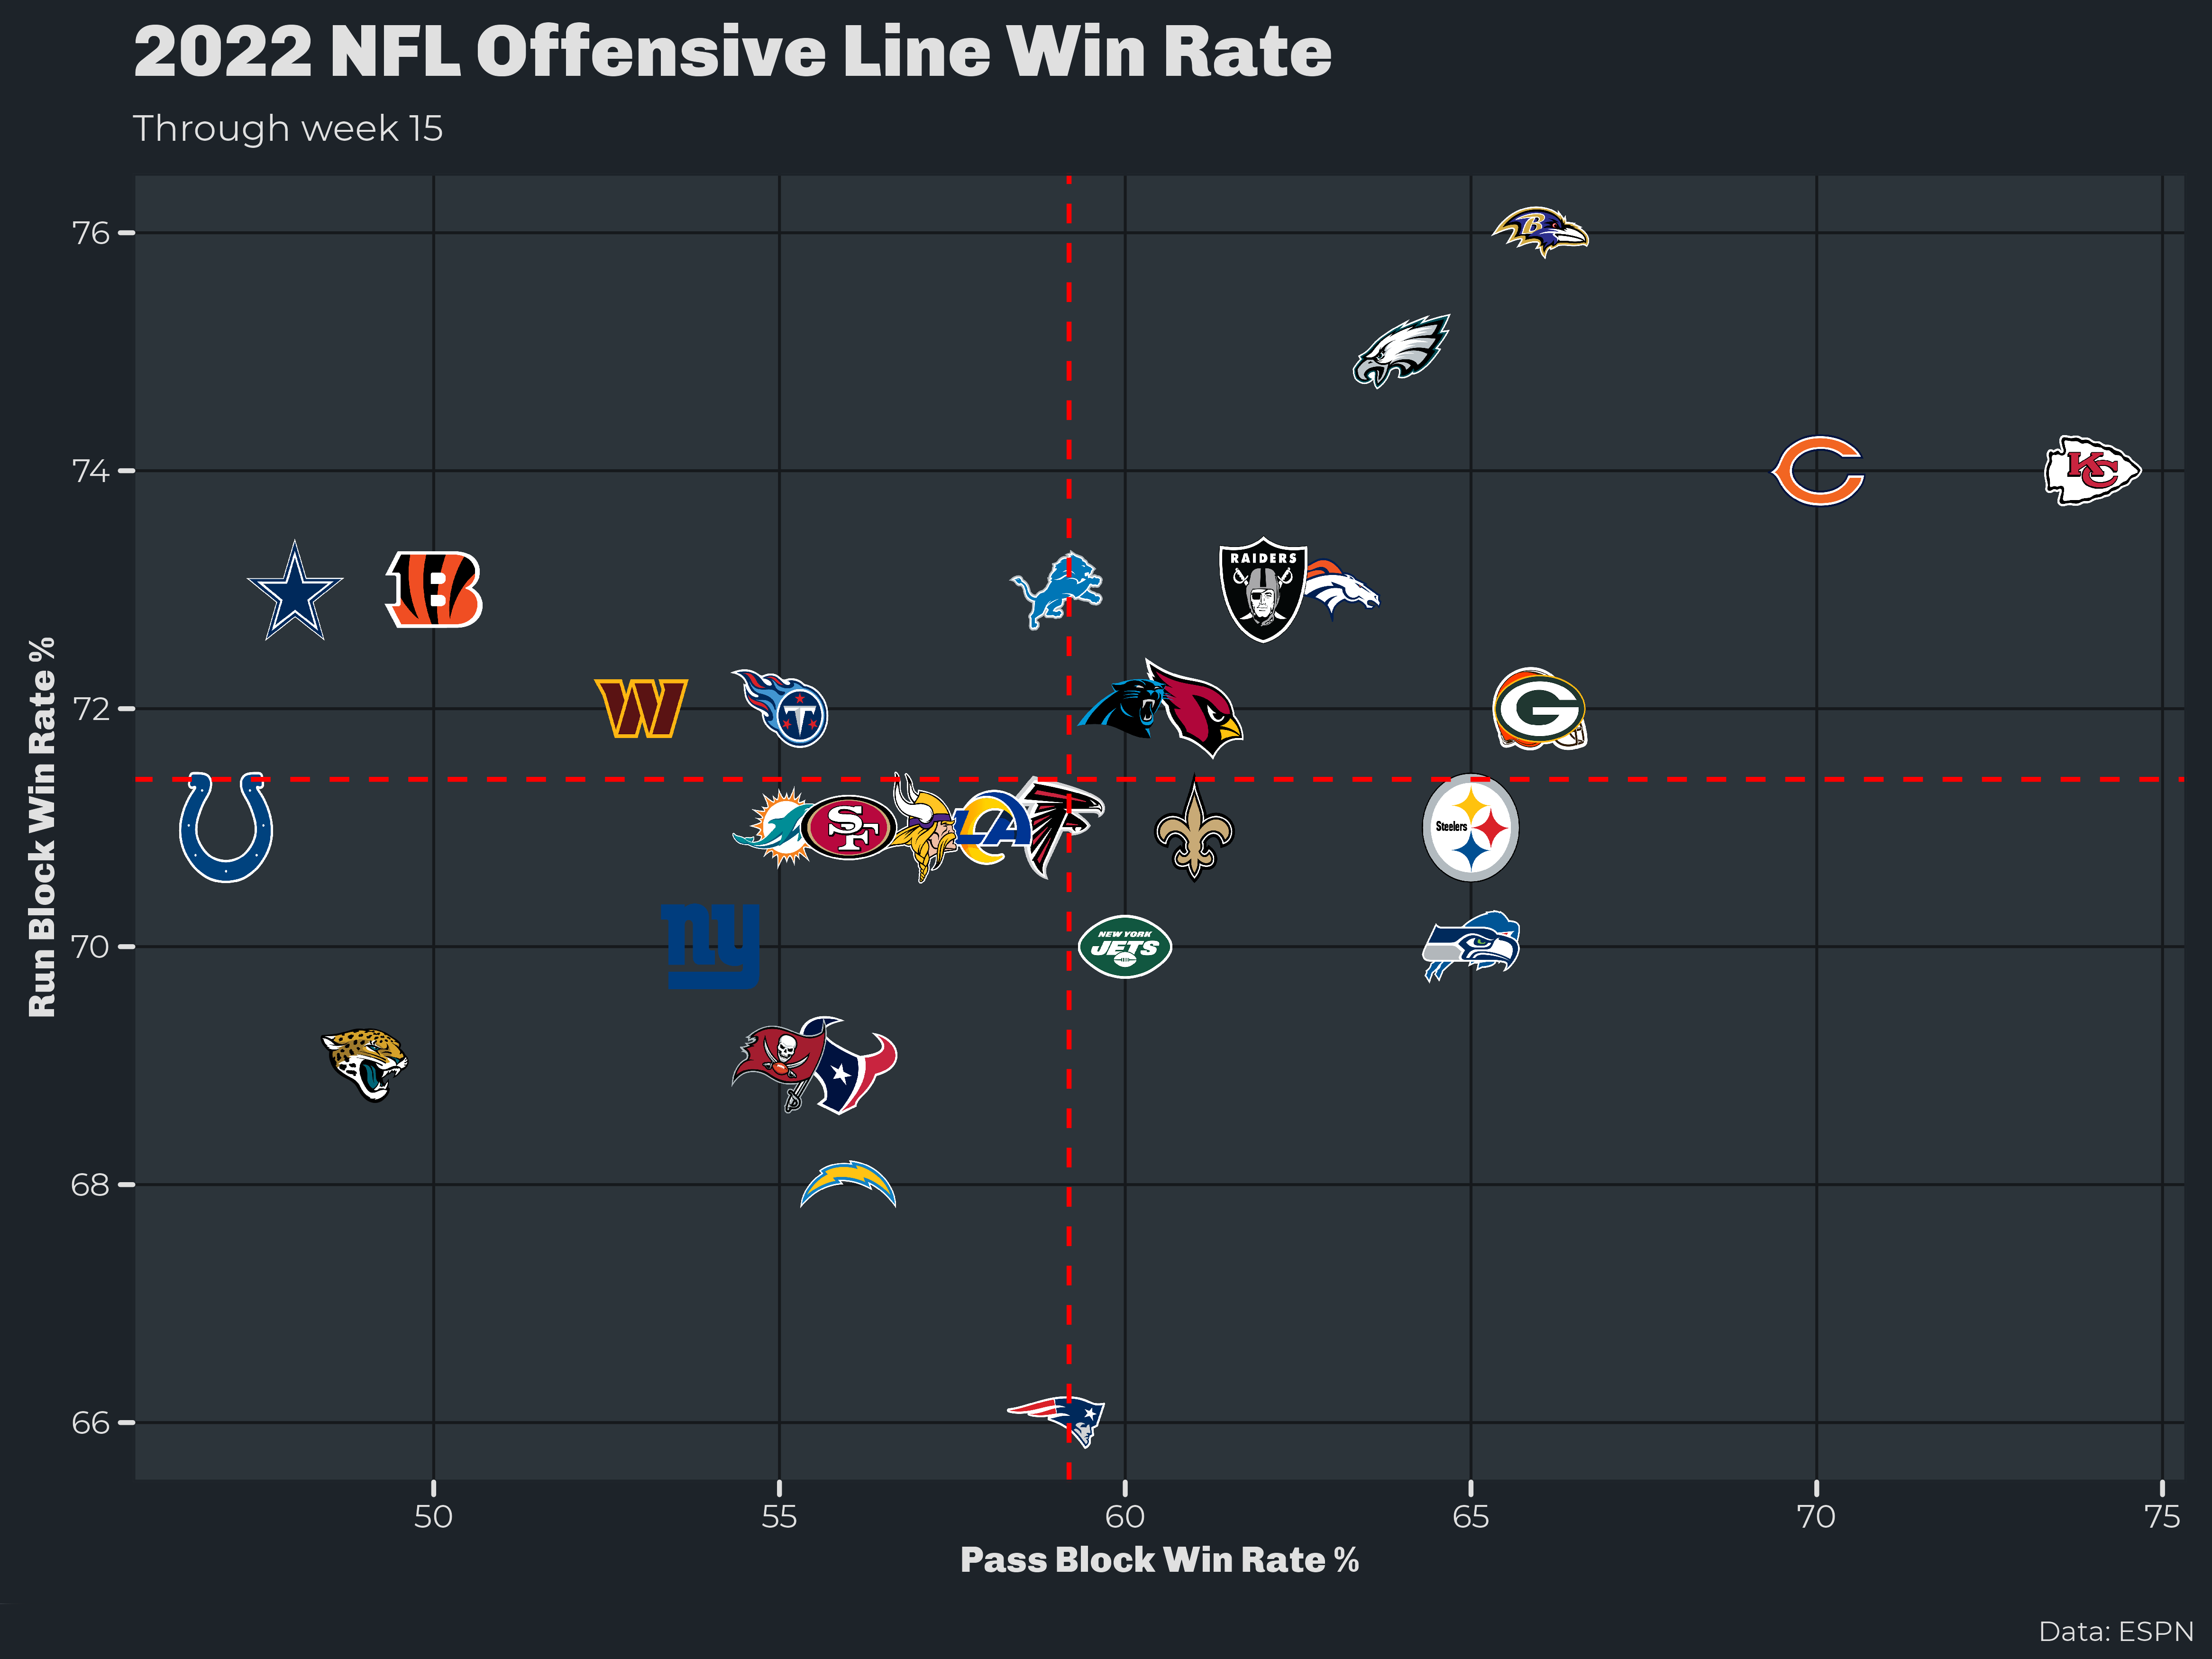 2022 NFL Offensive Line Win Rate
Through week 15
Run Block Win Rate %
76
74
72
70
68
66
B
KC
B
RAIDERS
W
T
G
SF
LA
Steelers
ny
NEW YORK
JETS
50
55
60
65
70
75
Pass Block Win Rate %
Data: ESPN